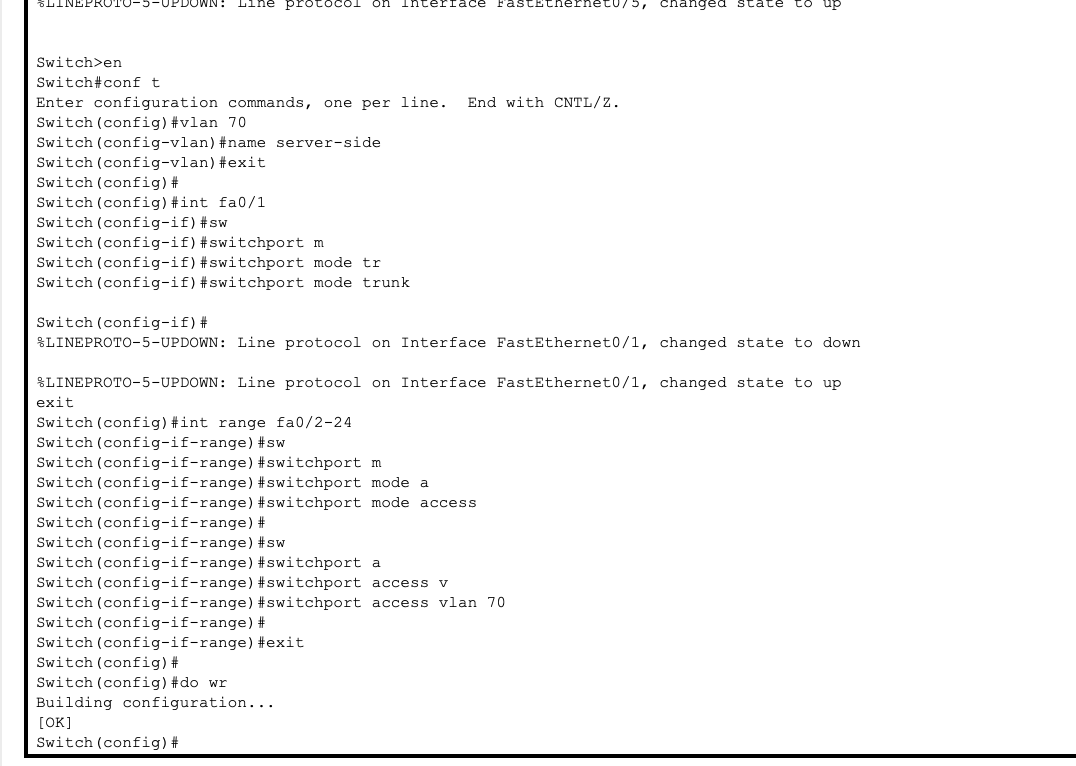 %LINEPROTO-5-UPDOWN: Line protocol on Interface FastEthernet0/5, changed state to up
Switch>en
Switch#conf t
Enter configuration commands, one per line.  End with CNTL/Z.
Switch(config)#vlan 70
Switch(config-vlan)#name server-side
Switch(config-vlan)#exit
Switch(config)#
Switch(config)#int fa0/1
Switch(config-if)#sw
Switch(config-if)#switchport m
Switch(config-if)#switchport mode tr
Switch(config-if)#switchport mode trunk
Switch(config-if)#
%LINEPROTO-5-UPDOWN: Line protocol on Interface FastEthernet0/1, changed state to down
%LINEPROTO-5-UPDOWN: Line protocol on Interface FastEthernet0/1, changed state to up
exit
Switch(config)#int range fa0/2-24
Switch(config-if-range)#sw
Switch(config-if-range)#switchport m
Switch(config-if-range)#switchport mode a
Switch(config-if-range)#switchport mode access
Switch(config-if-range)#
Switch(config-if-range)#sw
Switch(config-if-range)#switchport a
Switch(config-if-range)#switchport access v
Switch(config-if-range)#switchport access vlan 70
Switch(config-if-range)#
Switch(config-if-range)#exit
Switch(config)#
Switch(config)#do wr
Building configuration...
[OK]
Switch(config)#